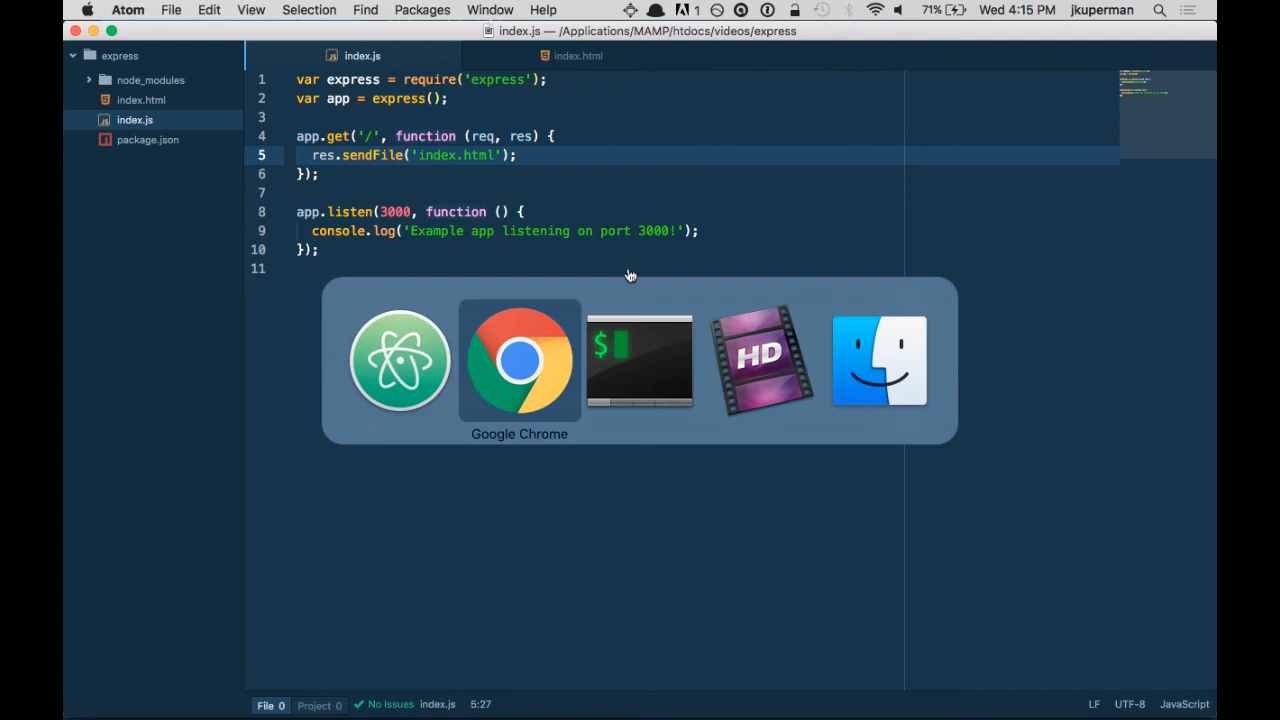 Atom File Edit View Selection Find Packages Window Help 1 71% Wed 4:15 PM jkuperman
index.js — /Applications/MAMP/htdocs/videos/express
express
node_modules
index.html
index.js
package.json
index.js index.html
1 var express = require('express');
2 var app = express();
3
4 app.get('/', function (req, res) {
5 res.sendFile('index.html');
6 });
7
8 app.listen(3000, function () {
9 console.log('Example app listening on port 3000!');
10 });
11
$
HD
Google Chrome
File 0 Project 0 No Issues index.js 5:27 LF UTF-8 JavaScript